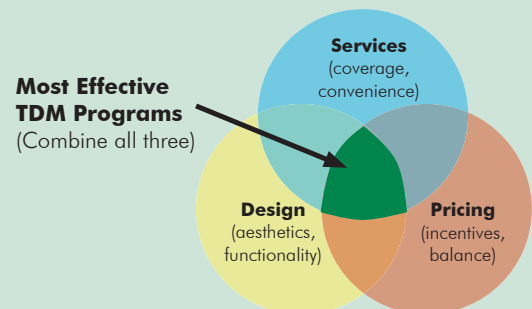 Services
(coverage,
convenience)
Most Effective
TDM Programs
(Combine all three)
Design
(aesthetics,
functionality)
Pricing
(incentives,
balance)